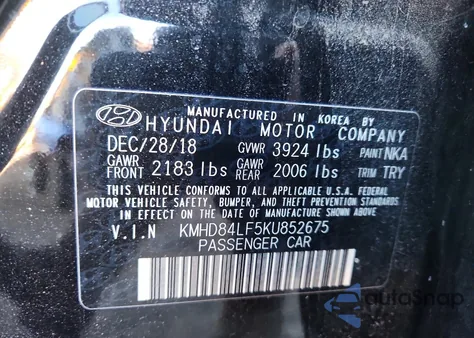 MANUFACTURED IN KOREA BY
HYUNDAI MOTOR COMPANY
DEC/28/18 GVWR 3924 lbs PAINT NKA
GAWR FRONT 2183 lbs GAWR REAR 2006 lbs TRIM TRY
THIS VEHICLE CONFORMS TO ALL APPLICABLE U.S.A. FEDERAL
MOTOR VEHICLE SAFETY, BUMPER, AND THEFT PREVENTION STANDARDS
IN EFFECT ON THE DATE OF MANUFACTURE SHOWN ABOVE.
V.I.N KMHD84LF5KU852675
PASSENGER CAR
autoSnap